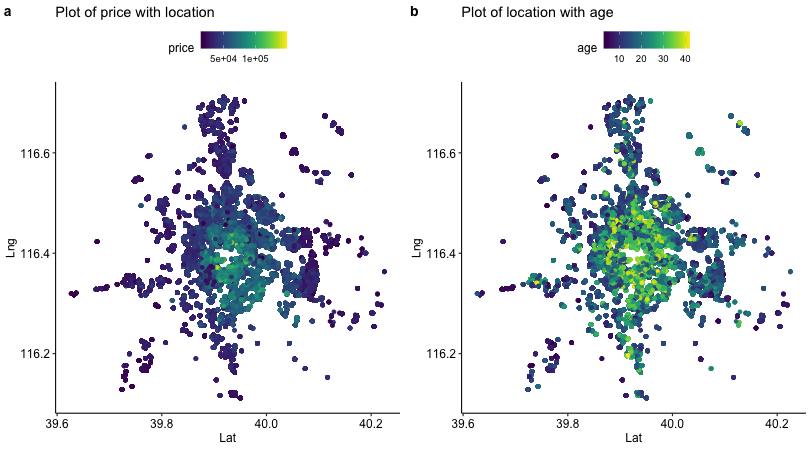 a
Plot of price with location
price
5e+04 1e+05
116.6
116.4
116.2
Lng
39.6 39.8 40.0 40.2
Lat
b
Plot of location with age
age
10 20 30 40
116.6
116.4
116.2
Lng
39.6 39.8 40.0 40.2
Lat